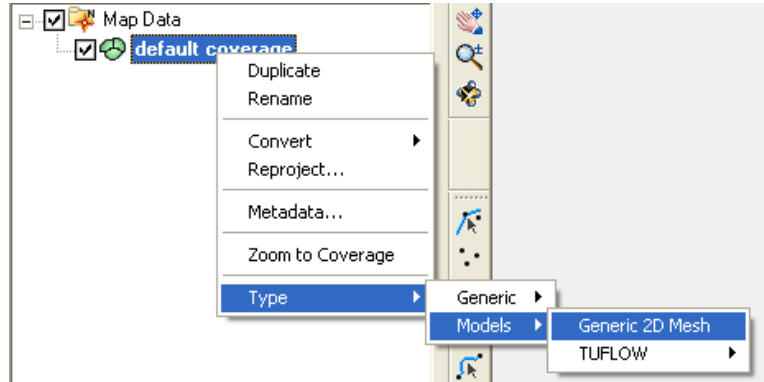 Map Data
default coverage
Duplicate
Rename
Convert
Reproject...
Metadata...
Zoom to Coverage
Type
Generic
Models
Generic 2D Mesh
TUFLOW